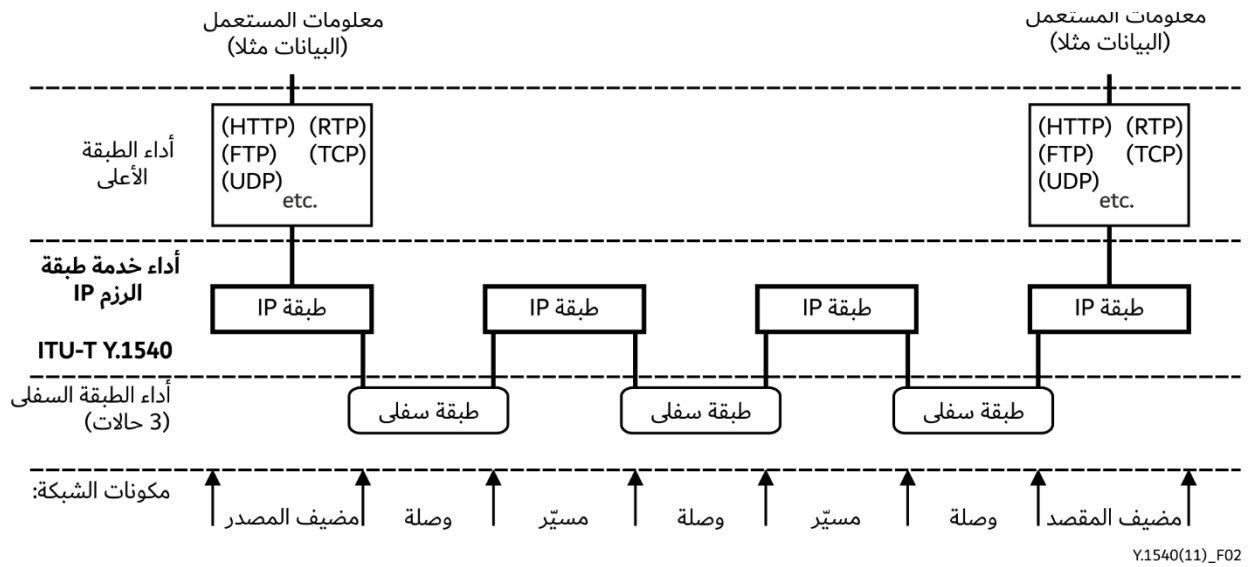 معلومات المستعمل
(البيانات مثلا)
معلومات المستعمل
(البيانات مثلا)
أداء الطبقة
الأعلى
(HTTP) (RTP)
(FTP) (TCP)
(UDP)
etc.
(HTTP) (RTP)
(FTP) (TCP)
(UDP)
etc.
أداء خدمة طبقة
الرزم IP
ITU-T Y.1540
طبقة IP
طبقة IP
طبقة IP
طبقة IP
أداء الطبقة السفلى
(3 حالات)
طبقة سفلى
طبقة سفلى
طبقة سفلى
مكونات الشبكة:
مضيف المصدر
وصلة
مسيّر
وصلة
مسيّر
وصلة
مضيف المقصد
Y.1540(11)_F02